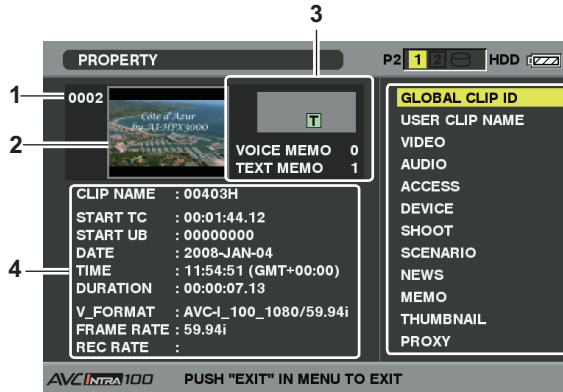 3
PROPERTY
P2 1 2 HDD
1
0002
2
Côte d'Azur
by AJ-HPX3000
T
VOICE MEMO 0
TEXT MEMO 1
4
CLIP NAME : 00403H
START TC : 00:01:44.12
START UB : 00000000
DATE : 2008-JAN-04
TIME : 11:54:51 (GMT+00:00)
DURATION : 00:00:07.13
V_FORMAT : AVC-I_100_1080/59.94i
FRAME RATE : 59.94i
REC RATE :
GLOBAL CLIP ID
USER CLIP NAME
VIDEO
AUDIO
ACCESS
DEVICE
SHOOT
SCENARIO
NEWS
MEMO
THUMBNAIL
PROXY
AVC INTRA 100 PUSH "EXIT" IN MENU TO EXIT